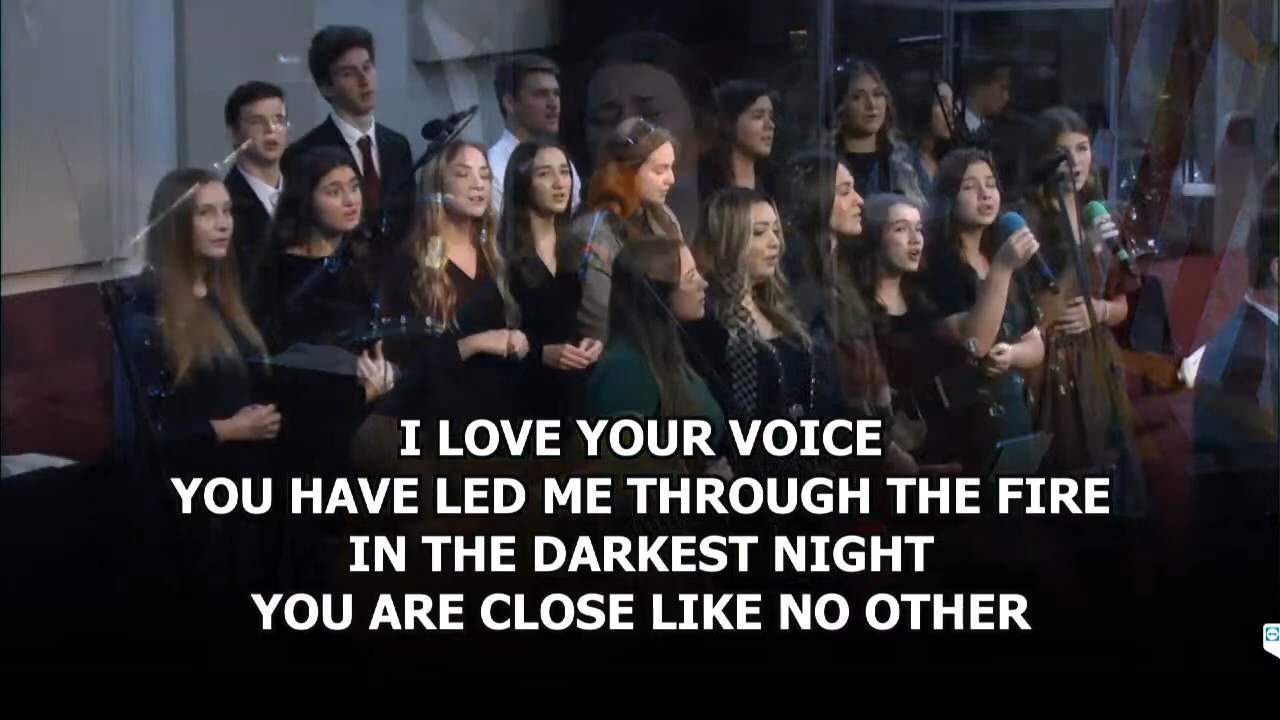 I LOVE YOUR VOICE
YOU HAVE LED ME THROUGH THE FIRE
IN THE DARKEST NIGHT
YOU ARE CLOSE LIKE NO OTHER